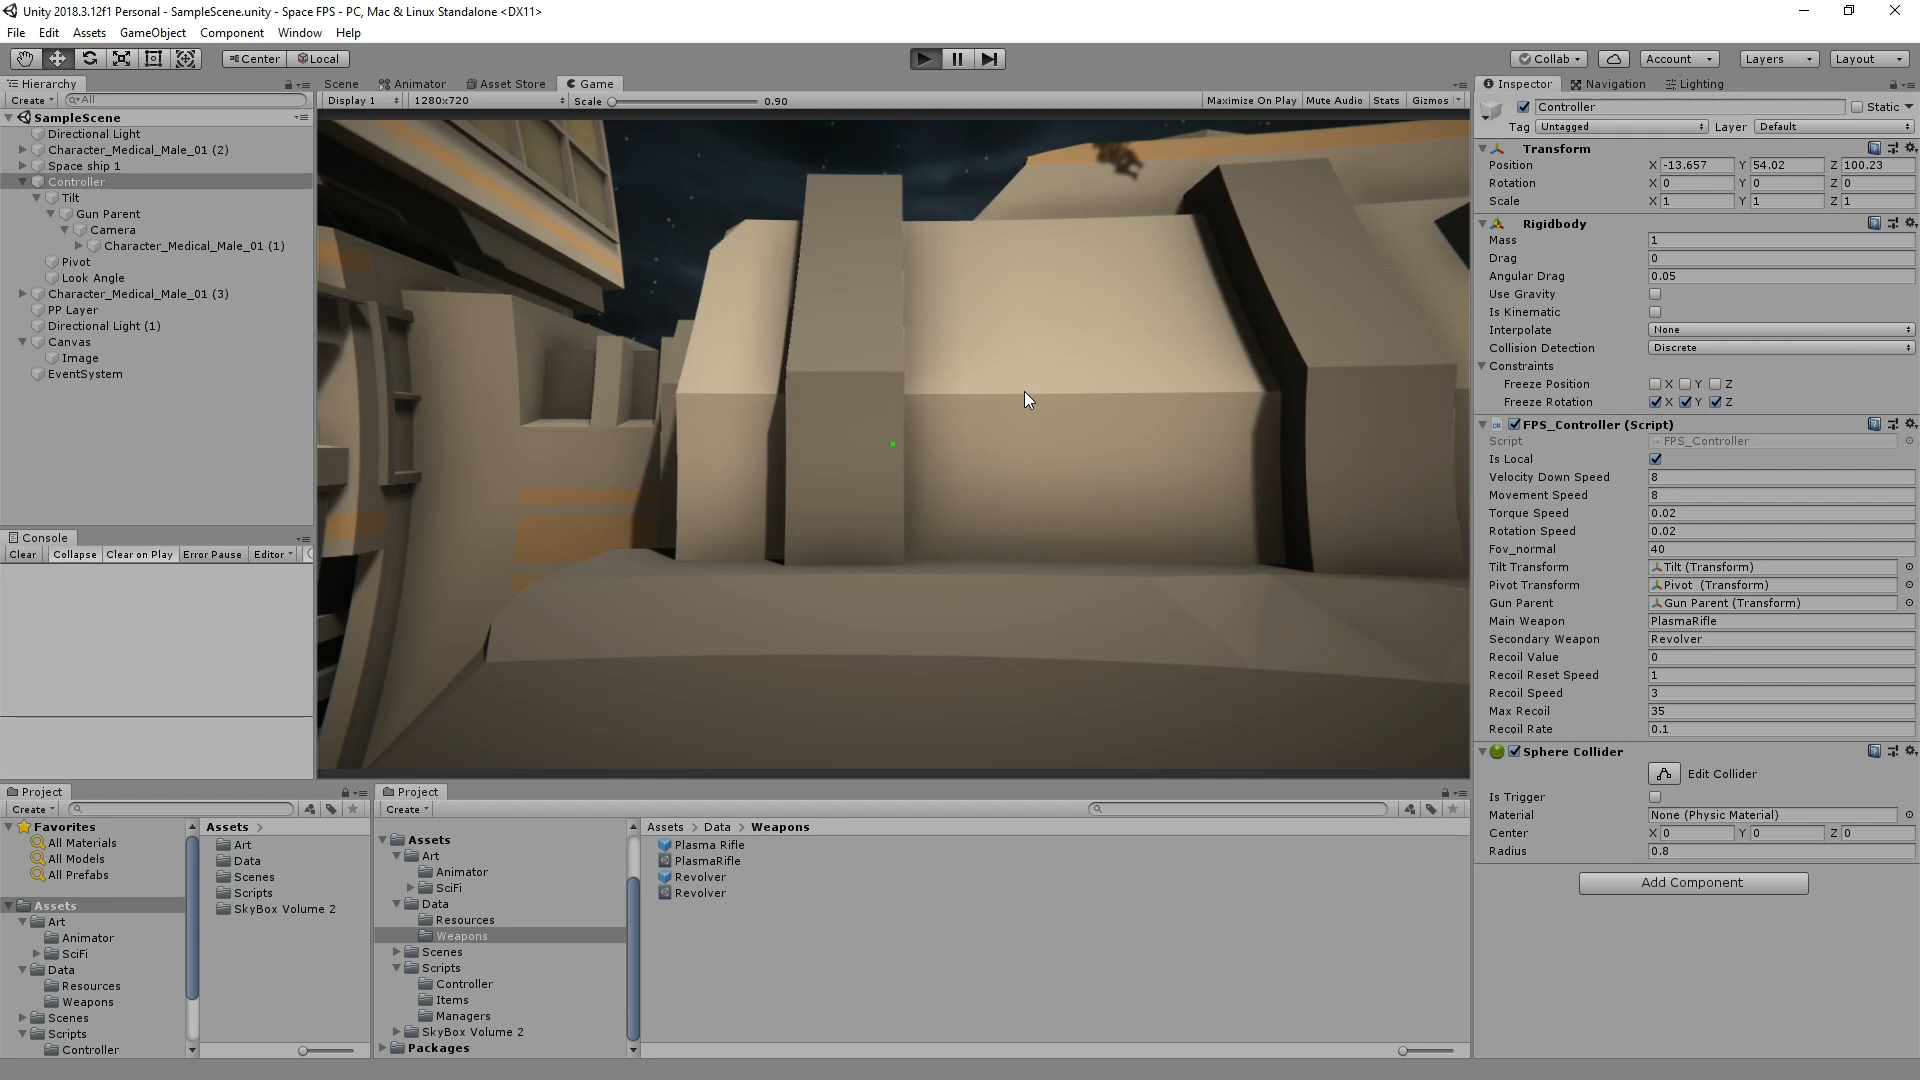 Unity 2018.3.12f1 Personal - SampleScene.unity - Space FPS - PC, Mac & Linux Standalone <DX11>
File Edit Assets GameObject Component Window Help
Center Local Collab Account Layers Layout
Hierarchy Scene Animator Asset Store Game Inspector Navigation Lighting
Create All Display 1 1280x720 Scale 0.90 Maximize On Play Mute Audio Stats Gizmos Controller Static
SampleScene
Tag Untagged Layer Default
Directional Light
Character_Medical_Male_01 (2)
Space ship 1
Controller
Tilt
Gun Parent
Camera
Character_Medical_Male_01 (1)
Pivot
Look Angle
Character_Medical_Male_01 (3)
PP Layer
Directional Light (1)
Canvas
Image
EventSystem
Transform
Position X -13.657 Y 54.02 Z 100.23
Rotation X 0 Y 0 Z 0
Scale X 1 Y 1 Z 1
Rigidbody
Mass 1
Drag 0
Angular Drag 0.05
Use Gravity
Is Kinematic
Interpolate None
Collision Detection Discrete
Constraints
Freeze Position X Y Z
Freeze Rotation X Y Z
FPS_Controller (Script)
Script FPS_Controller
Is Local
Velocity Down Speed 8
Movement Speed 8
Torque Speed 0.02
Rotation Speed 0.02
Fov_normal 40
Tilt Transform Tilt (Transform)
Pivot Transform Pivot (Transform)
Gun Parent Gun Parent (Transform)
Main Weapon PlasmaRifle
Secondary Weapon Revolver
Recoil Value 0
Recoil Reset Speed 1
Recoil Speed 3
Max Recoil 35
Recoil Rate 0.1
Sphere Collider
Edit Collider
Is Trigger
Material None (Physic Material)
Center X 0 Y 0 Z 0
Radius 0.8
Add Component
Console
Clear Collapse Clear on Play Error Pause Editor
Project
Create
Favorites
All Materials
All Models
All Prefabs
Assets
Art
Animator
SciFi
Data
Resources
Weapons
Scenes
Scripts
Controller
Assets
Art
Data
Scenes
Scripts
SkyBox Volume 2
Project
Create
Assets
Art
Animator
SciFi
Data
Resources
Weapons
Scenes
Scripts
Controller
Items
Managers
SkyBox Volume 2
Packages
Assets Data Weapons
Plasma Rifle
PlasmaRifle
Revolver
Revolver